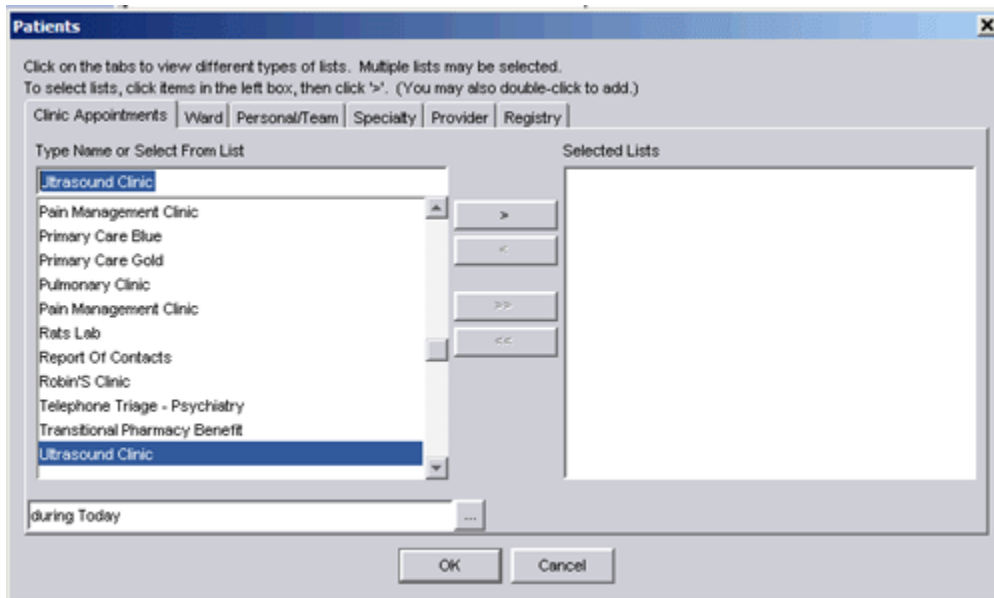 Patients
Click on the tabs to view different types of lists. Multiple lists may be selected.
To select lists, click items in the left box, then click '>'. (You may also double-click to add.)
Clinic Appointments Ward Personal/Team Specialty Provider Registry
Type Name or Select From List
Selected Lists
Ultrasound Clinic
Pain Management Clinic
Primary Care Blue
Primary Care Gold
Pulmonary Clinic
Pain Management Clinic
Rats Lab
Report Of Contacts
Robin'S Clinic
Telephone Triage - Psychiatry
Transitional Pharmacy Benefit
Ultrasound Clinic
>
<
>>
<<
during Today
...
OK
Cancel